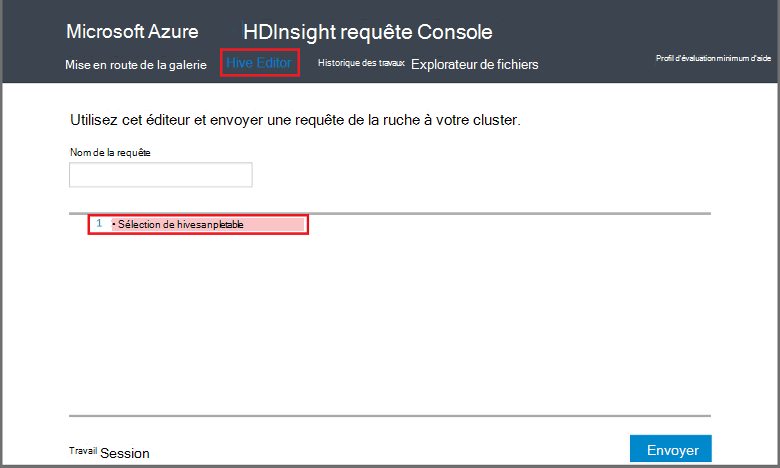 Microsoft Azure HDInsight requête Console
Mise en route de la galerie Hive Editor Historique des travaux Explorateur de fichiers Profil d'évaluation minimum d'aide
Utilisez cet éditeur et envoyer une requête de la ruche à votre cluster.
Nom de la requête
1 • Sélection de hivesanpletable
Travail Session Envoyer